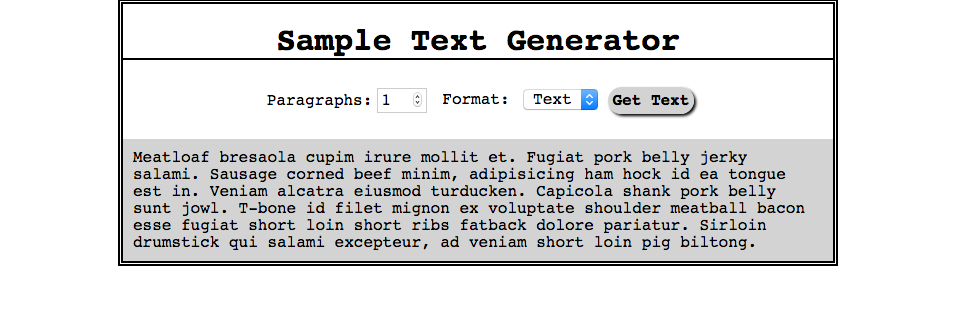 Sample Text Generator
Paragraphs: 1 Format: Text Get Text
Meatloaf bresaola cupim irure mollit et. Fugiat pork belly jerky
salami. Sausage corned beef minim, adipisicing ham hock id ea tongue
est in. Veniam alcatra eiusmod turducken. Capicola shank pork belly
sunt jowl. T-bone id filet mignon ex voluptate shoulder meatball bacon
esse fugiat short loin short ribs fatback dolore pariatur. Sirloin
drumstick qui salami excepteur, ad veniam short loin pig biltong.